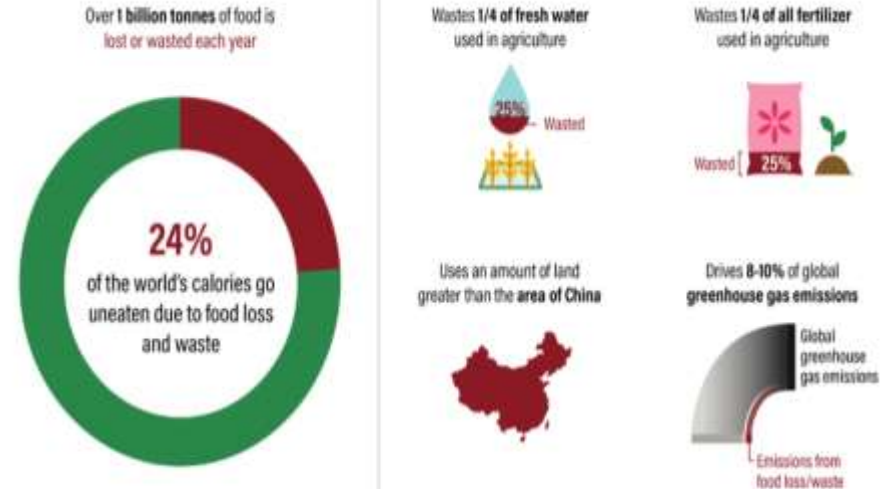 Over 1 billion tonnes of food is
lost or wasted each year
24%
of the world's calories go
uneaten due to food loss
and waste
Wastes 1/4 of fresh water
used in agriculture
25%
Wasted
Wastes 1/4 of all fertilizer
used in agriculture
Wasted
25%
Uses an amount of land
greater than the area of China
Drives 8-10% of global
greenhouse gas emissions
Global
greenhouse
gas emissions
Emissions from
food loss/waste